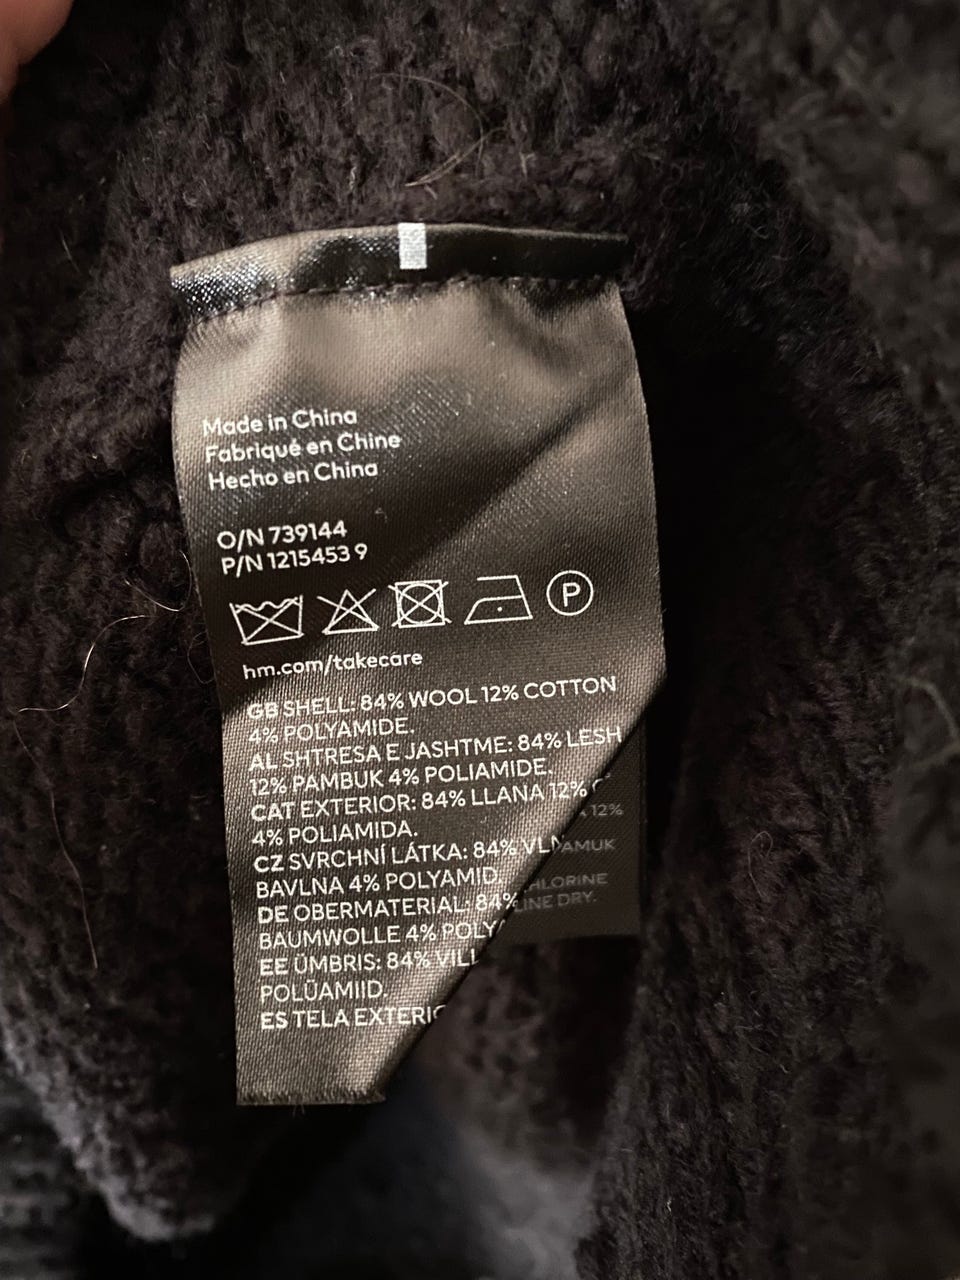 Made in China
Fabriqué en Chine
Hecho en China
O/N 739144
P/N 1215453 9
P
hm.com/takecare
GB SHELL: 84% WOOL 12% COTTON
4% POLYAMIDE.
AL SHTRESA E JASHTME: 84% LESH
12% PAMBUK 4% POLIAMIDE.
CAT EXTERIOR: 84% LLANA 12%
4% POLIAMIDA.
CZ SVRCHNÍ LÁTKA: 84%
BAVLNA 4% POLYAMID.
DE OBERMATERIAL: 84%
BAUMWOLLE 4%
EE ÜMBRIS: 84%
POLÜAMIID.
ES TELA
12%
DRY.